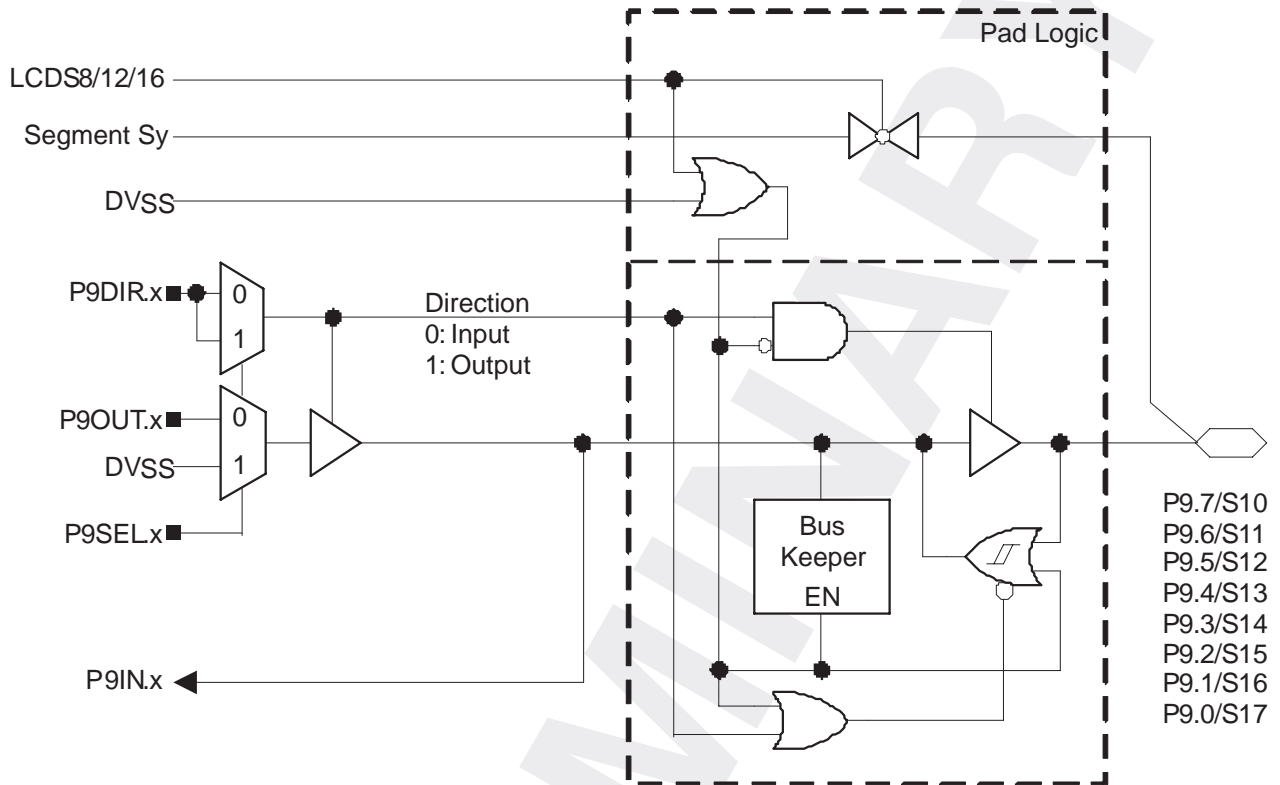 Pad Logic
LCDS8/12/16
Segment Sy
DVSS
P9DIR.x
0
1
Direction
0: Input
1: Output
P9OUT.x
0
DVSS
1
P9SEL.x
Bus
Keeper
EN
P9IN.x
P9.7/S10
P9.6/S11
P9.5/S12
P9.4/S13
P9.3/S14
P9.2/S15
P9.1/S16
P9.0/S17
MINARY